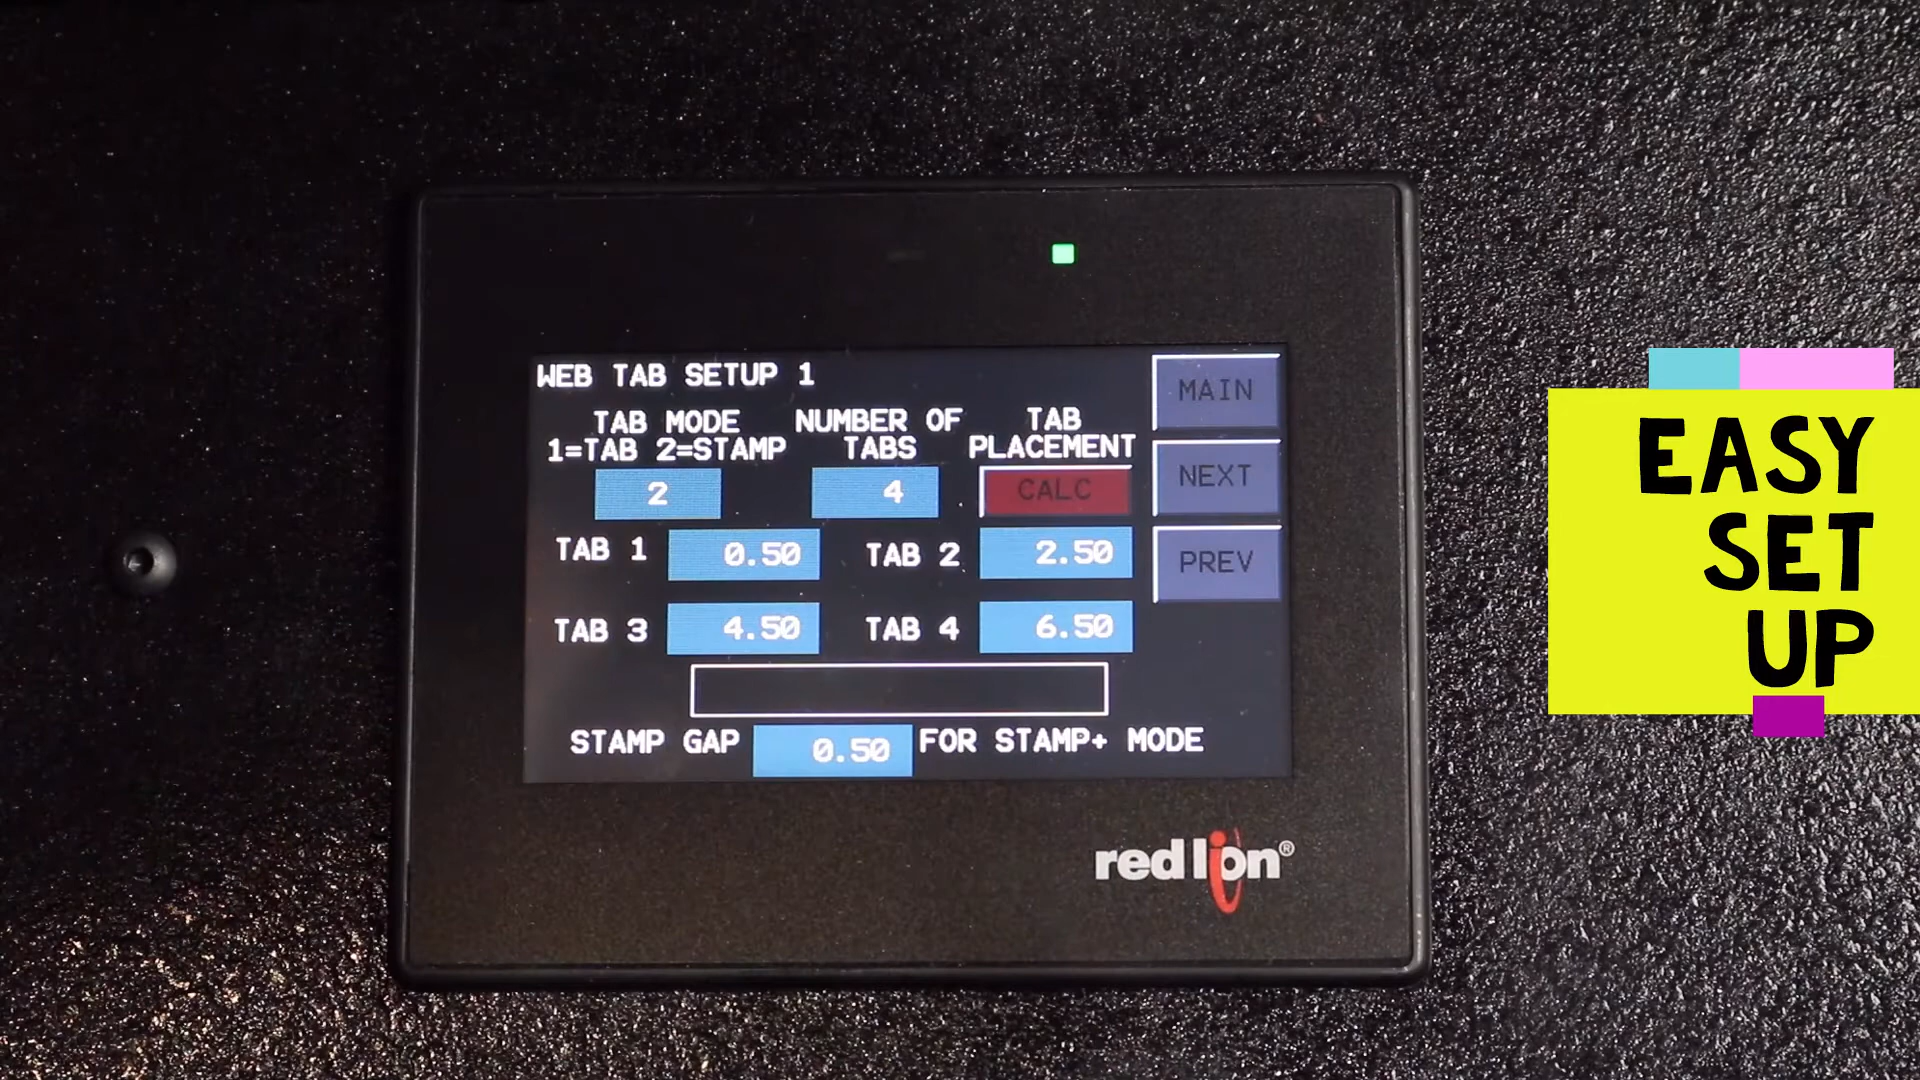 WEB TAB SETUP 1
MAIN
TAB MODE NUMBER OF TAB
1=TAB 2=STAMP TABS PLACEMENT
2 4 CALC
NEXT
TAB 1 0.50 TAB 2 2.50
PREV
TAB 3 4.50 TAB 4 6.50
STAMP GAP 0.50 FOR STAMP+ MODE
red lion®
EASY
SET
UP